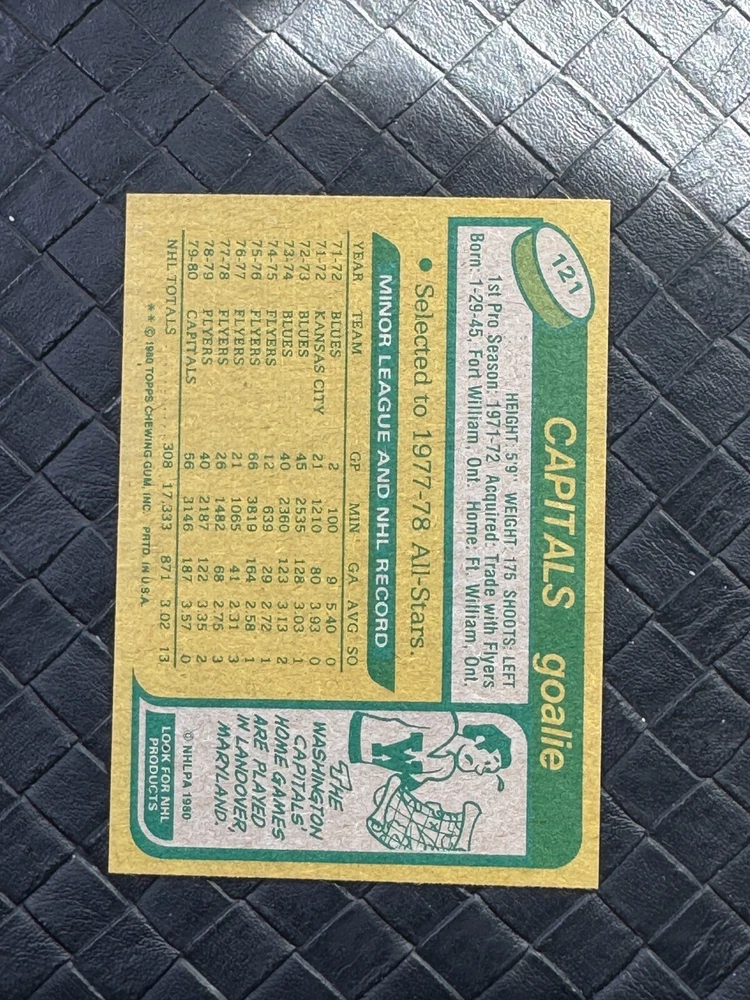 121
CAPITALS goalie
HEIGHT 5'9" WEIGHT 175 SHOOTS: LEFT
1st Pro Season: 1971-72 Acquired: Trade with Flyers
Born: 1-29-45, Fort William, Ont. Home: Ft. William, Ont.
• Selected to 1977-78 All-Stars.
MINOR LEAGUE AND NHL RECORD
YEAR TEAM GP MIN GA AVG SO
71-72 BLUES 2 100 9 5.40 0
71-72 KANSAS CITY 21 1210 80 3.93 0
72-73 BLUES 45 2535 128 3.03 1
73-74 BLUES 40 2360 123 3.13 2
74-75 FLYERS 12 639 29 2.72 1
75-76 FLYERS 66 3819 164 2.58 1
76-77 FLYERS 21 1065 41 2.31 3
77-78 FLYERS 26 1482 68 2.75 3
78-79 FLYERS 40 2187 122 3.35 2
79-80 CAPITALS 56 3146 187 3.57 0
NHL TOTALS 308 17,333 871 3.02 13
** © 1980 TOPPS CHEWING GUM, INC. PRTD. IN U.S.A.
W
THE
WASHINGTON
CAPITALS'
HOME GAMES
ARE PLAYED
IN LANDOVER,
MARYLAND.
© NHLPA 1980
LOOK FOR NHL
PRODUCTS